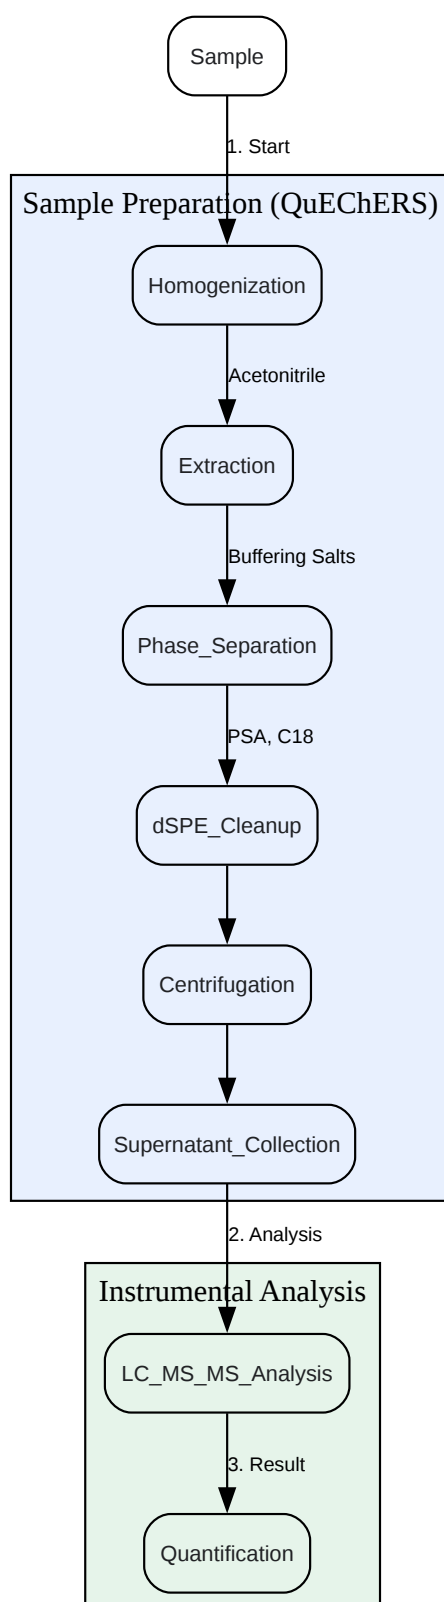 Sample
1. Start
Sample Preparation (QuEChERS)
Homogenization
Acetonitrile
Extraction
Buffering Salts
Phase_Separation
PSA, C18
dSPE_Cleanup
Centrifugation
Supernatant_Collection
2. Analysis
Instrumental Analysis
LC_MS_MS_Analysis
3. Result
Quantification